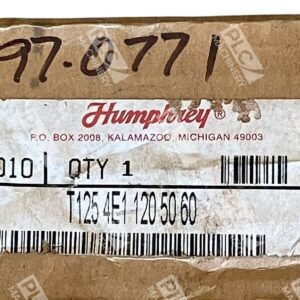 97-0771
Humphrey®
P.O. BOX 2008, KALAMAZOO, MICHIGAN 49003
010 QTY 1
T125 4E1 120 50 60